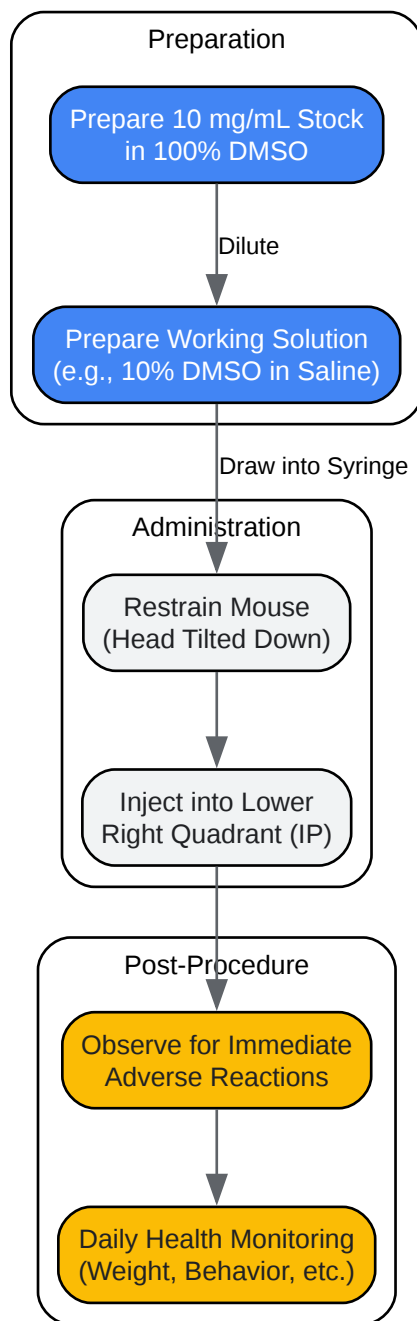 Preparation
Prepare 10 mg/mL Stock
in 100% DMSO
Dilute
Prepare Working Solution
(e.g., 10% DMSO in Saline)
Draw into Syringe
Administration
Restrain Mouse
(Head Tilted Down)
Inject into Lower
Right Quadrant (IP)
Post-Procedure
Observe for Immediate
Adverse Reactions
Daily Health Monitoring
(Weight, Behavior, etc.)